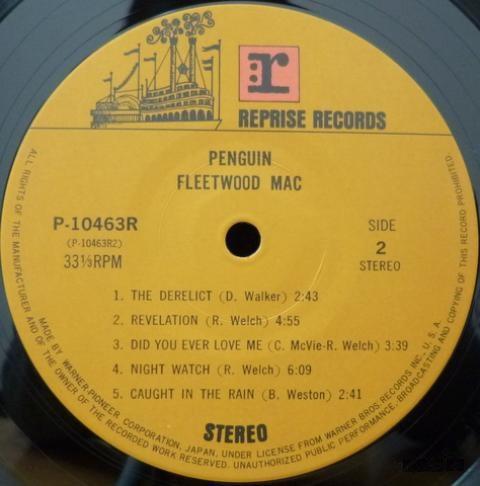 r
REPRISE RECORDS
PENGUIN
FLEETWOOD MAC
P-10463R
(P-10463R2)
33⅓RPM
SIDE
2
STEREO
1. THE DERELICT (D. Walker) 2:43
2. REVELATION (R. Welch) 4:55
3. DID YOU EVER LOVE ME (C. McVie-R. Welch) 3:39
4. NIGHT WATCH (R. Welch) 6:09
5. CAUGHT IN THE RAIN (B. Weston) 2:41
STEREO
MADE BY WARNER-PIONEER CORPORATION, JAPAN, UNDER LICENSE FROM WARNER BROS. RECORDS INC., U.S.A.
ALL RIGHTS OF THE MANUFACTURER AND OF THE OWNER OF THE RECORDED WORK RESERVED. UNAUTHORIZED PUBLIC PERFORMANCE, BROADCASTING AND COPYING OF THIS RECORD PROHIBITED.